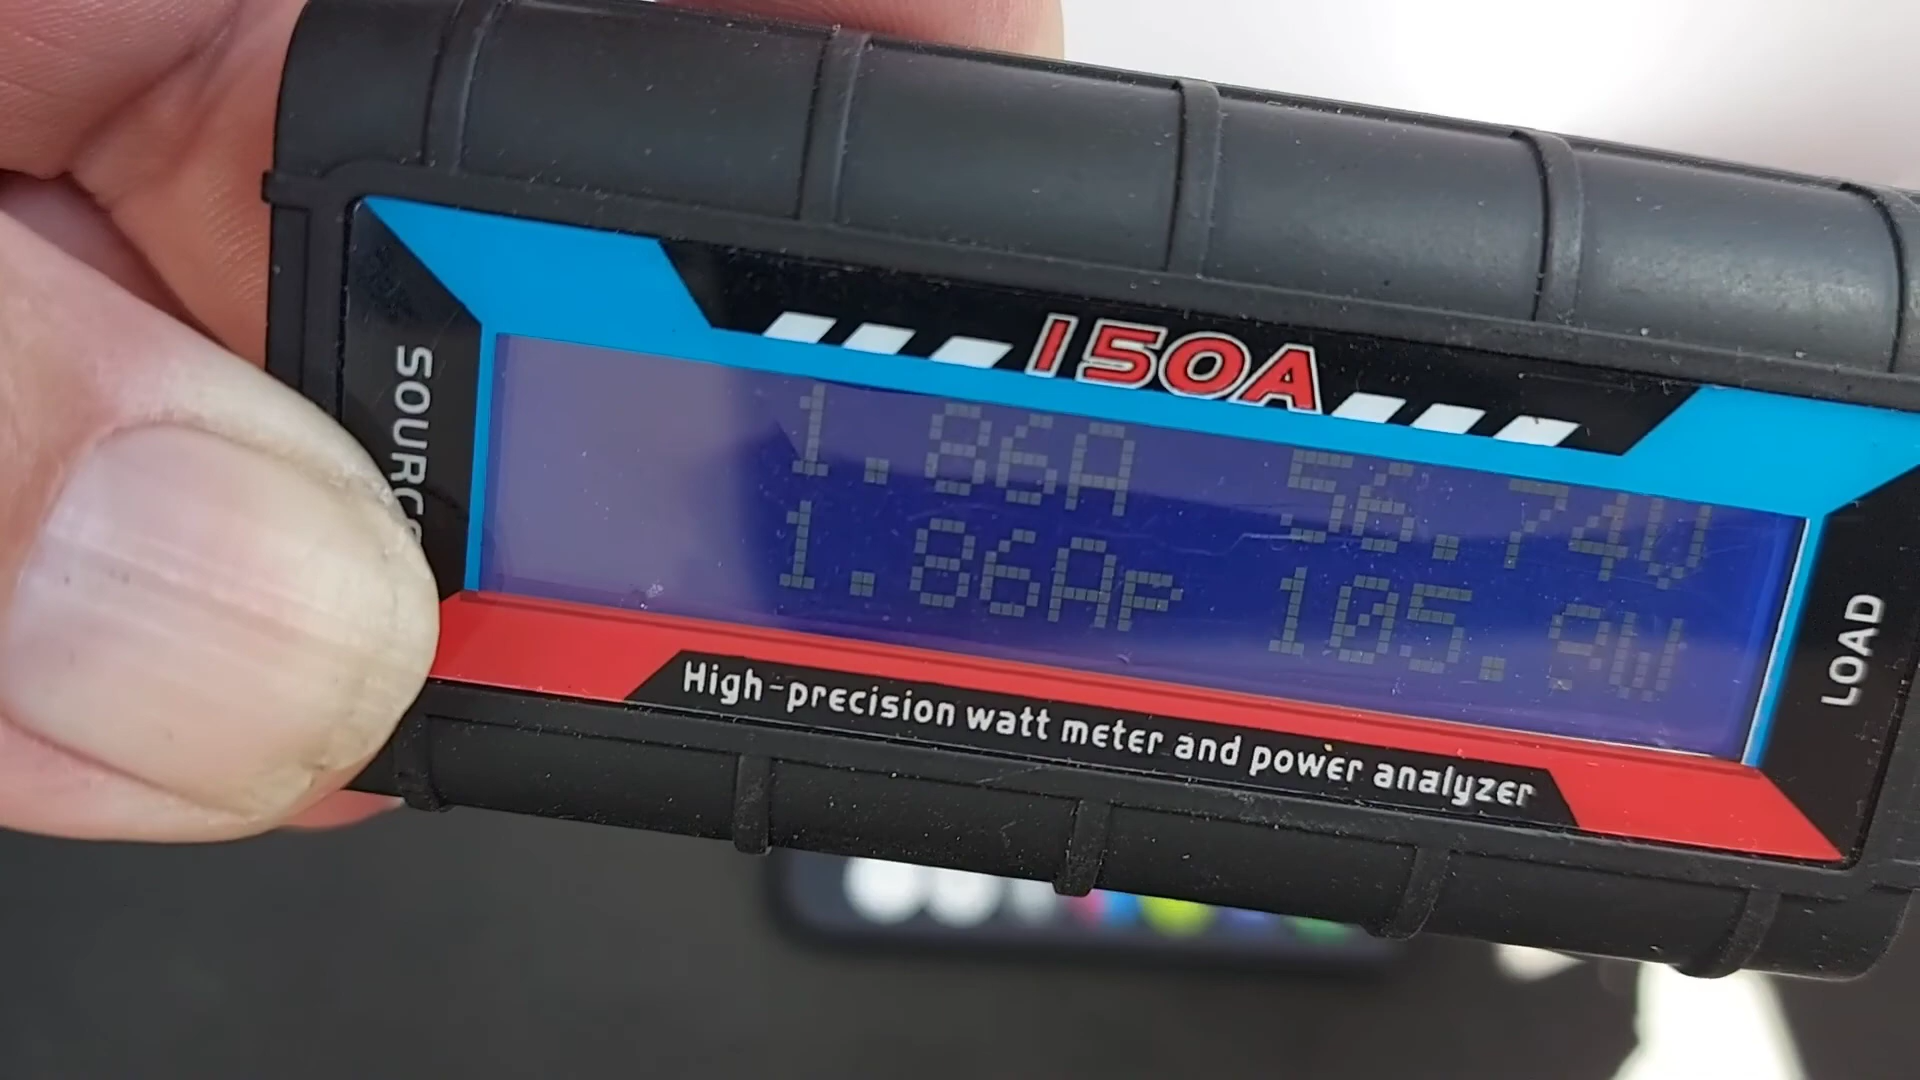 150A
SOURCE
1.86A 56.74V
1.86Ap 105.9W
LOAD
High-precision watt meter and power analyzer